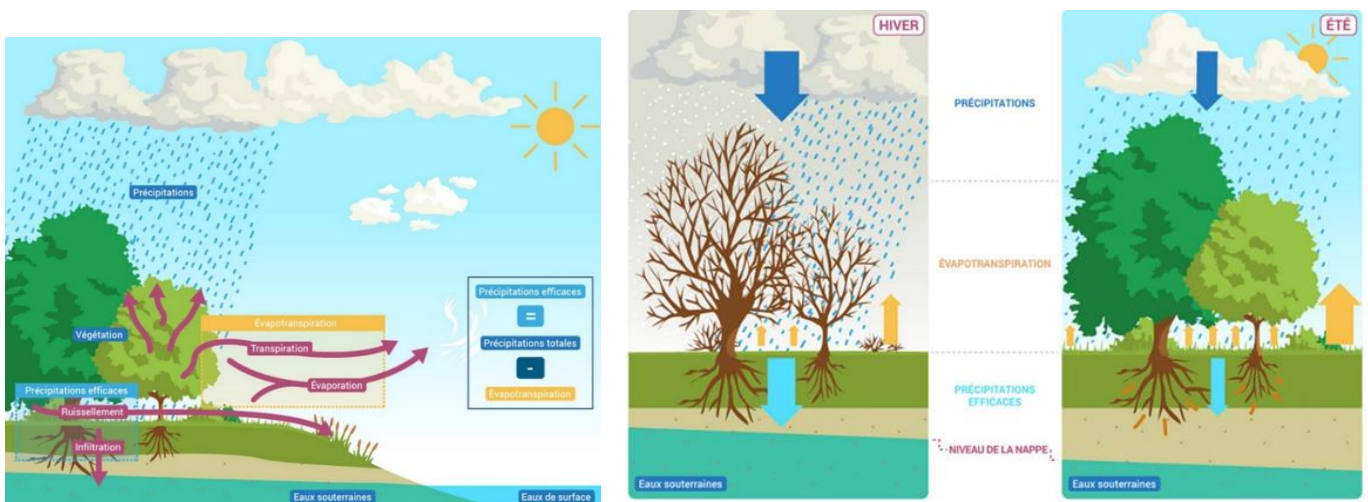 Précipitations
Végétation
Évapotranspiration
Transpiration
Évaporation
Précipitations efficaces
Ruissellement
Infiltration
Eaux souterraines
Eaux de surface
Précipitations efficaces
=
Précipitations totales
-
Évapotranspiration
HIVER
PRÉCIPITATIONS
ÉVAPOTRANSPIRATION
PRÉCIPITATIONS
EFFICACES
NIVEAU DE LA NAPPE
Eaux souterraines
ÉTÉ
Eaux souterraines